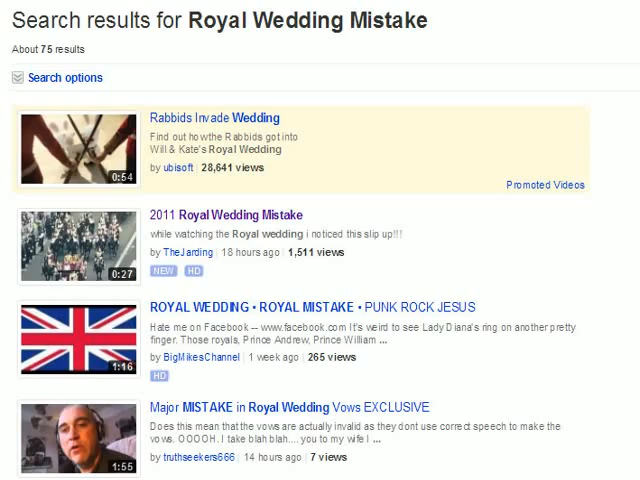 Search results for Royal Wedding Mistake
About 75 results
Search options
Rabbids Invade Wedding
Find out how the Rabbids got into
Will & Kate's Royal Wedding
by ubisoft | 28,641 views
0:54
Promoted Videos
2011 Royal Wedding Mistake
while watching the Royal wedding i noticed this slip up!!!
by TheJarding | 18 hours ago | 1,511 views
0:27
NEW HD
ROYAL WEDDING • ROYAL MISTAKE • PUNK ROCK JESUS
Hate me on Facebook -- www.facebook.com It's weird to see Lady Diana's ring on another pretty
finger. Those royals, Prince Andrew, Prince William ...
by BigMikesChannel | 1 week ago | 265 views
1:16
HD
Major MISTAKE in Royal Wedding Vows EXCLUSIVE
Does this mean that the vows are actually invalid as they dont use correct speech to make the
vows. OOOOH. I take blah blah.... you to my wife I ...
by truthseekers666 | 14 hours ago | 7 views
1:55